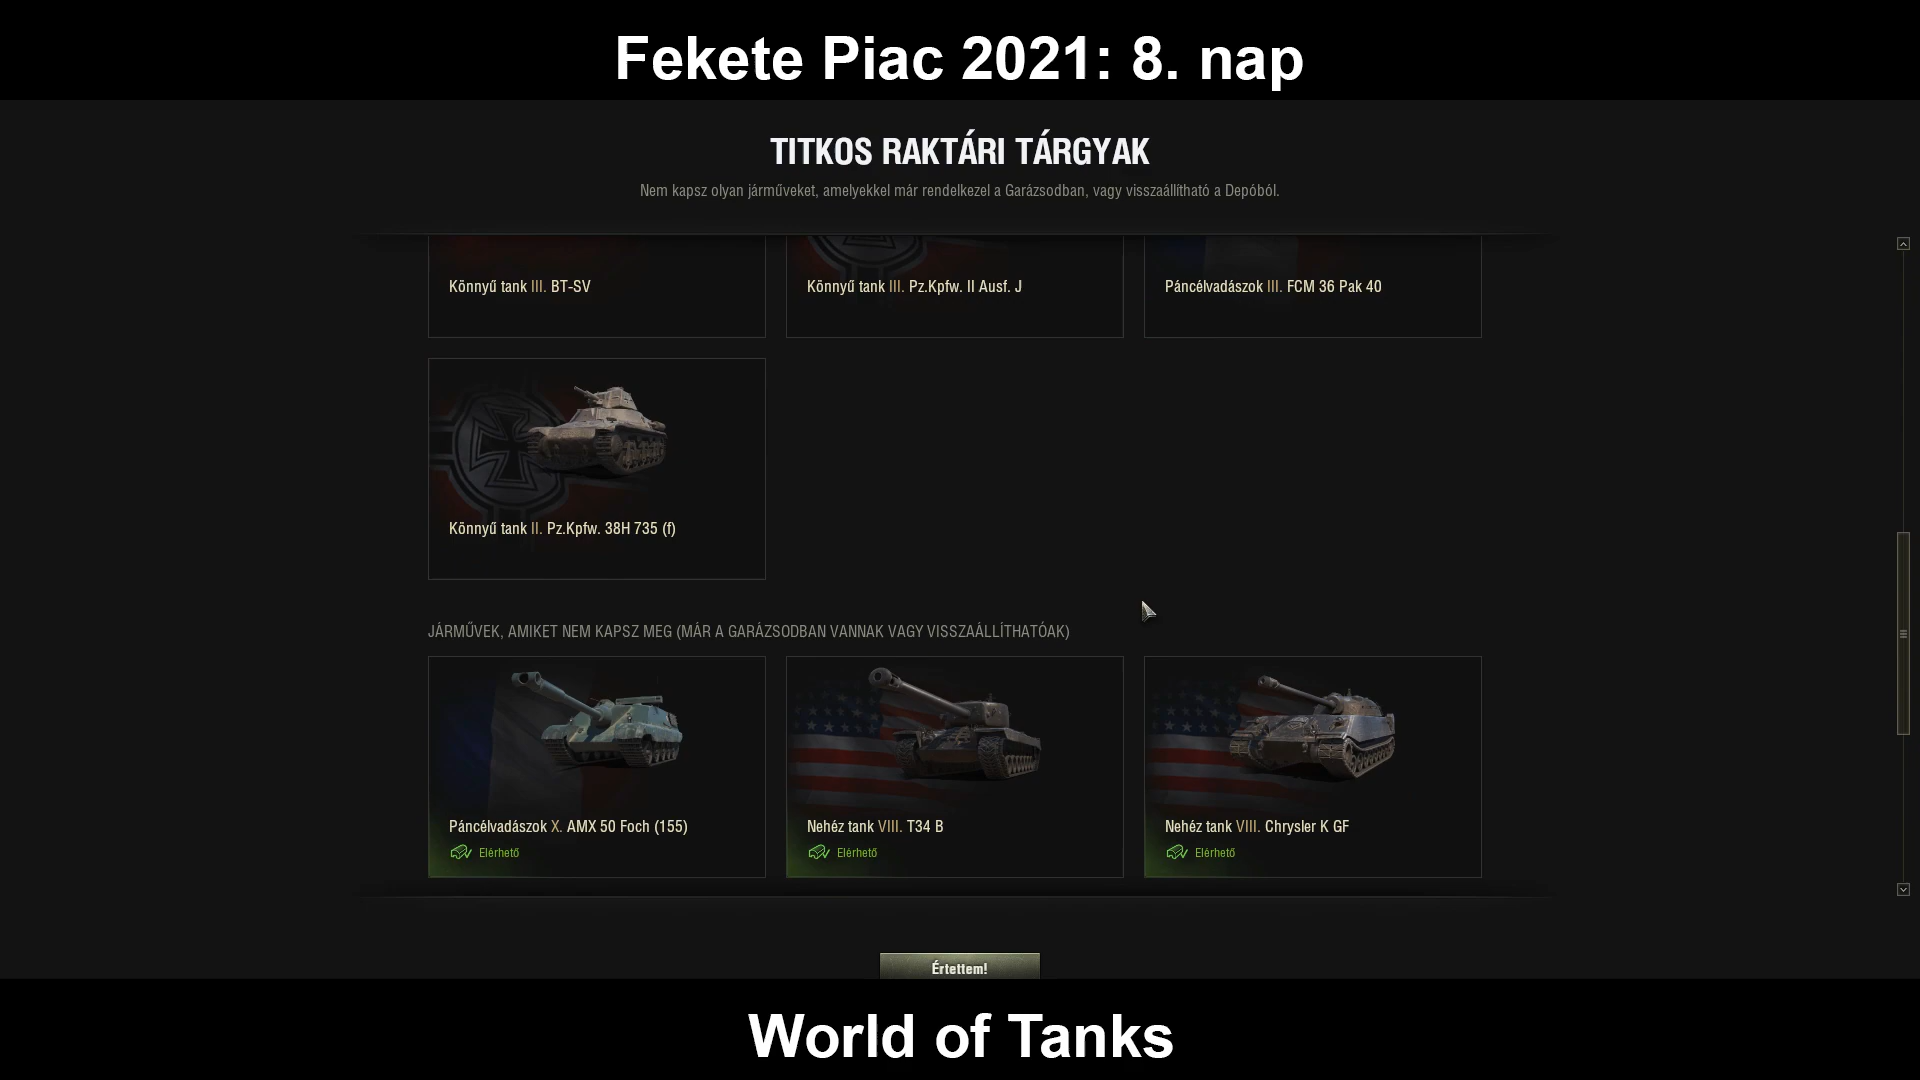 Fekete Piac 2021: 8. nap
TITKOS RAKTÁRI TÁRGYAK
Nem kapsz olyan járműveket, amelyekkel már rendelkezel a Garázsodban, vagy visszaállítható a Depóból.
Könnyű tank III. BT-SV
Könnyű tank III. Pz.Kpfw. II Ausf. J
Páncélvadászok III. FCM 36 Pak 40
Könnyű tank II. Pz.Kpfw. 38H 735 (f)
JÁRMŰVEK, AMIKET NEM KAPSZ MEG (MÁR A GARÁZSODBAN VANNAK VAGY VISSZAÁLLÍTHATÓAK)
Páncélvadászok X. AMX 50 Foch (155)
Elérhető
Nehéz tank VIII. T34 B
Elérhető
Nehéz tank VIII. Chrysler K GF
Elérhető
Értettem!
World of Tanks